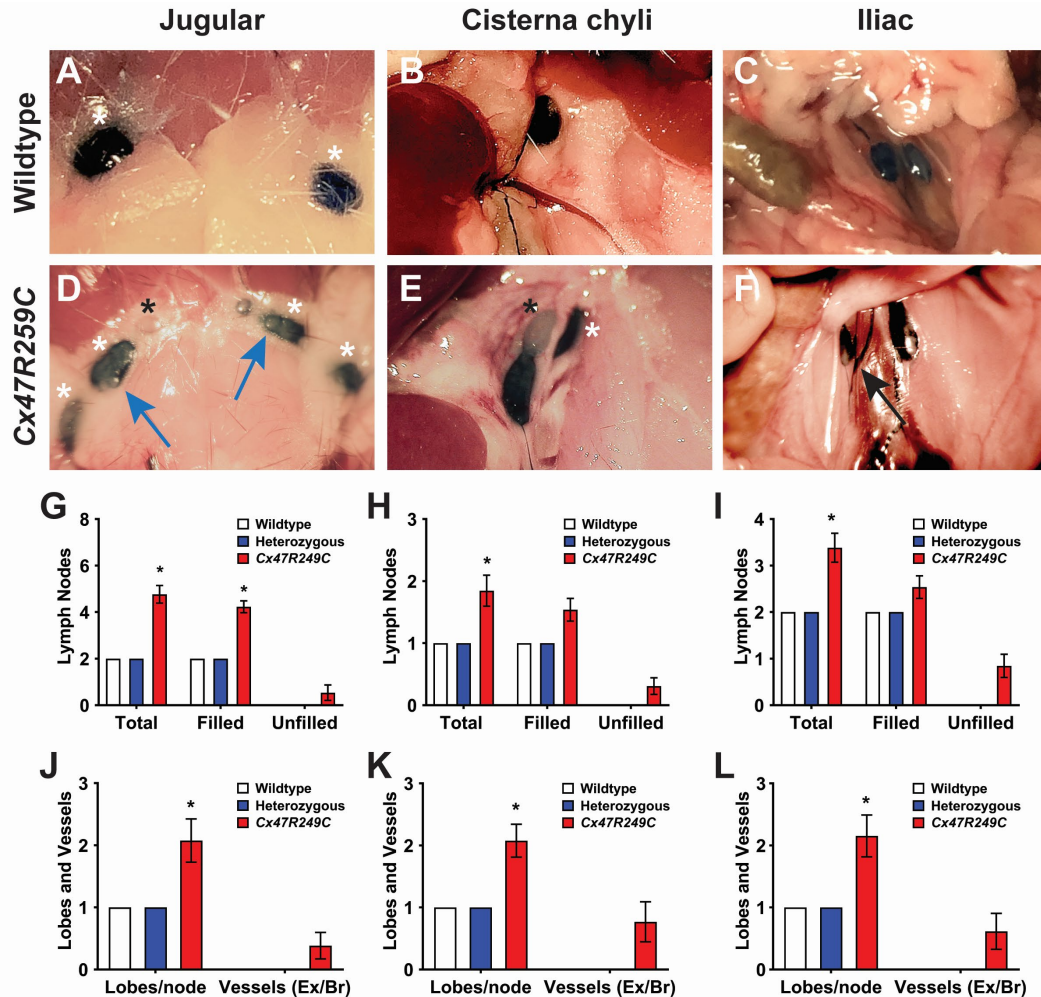 Jugular
Cisterna chyli
Iliac
Wildtype
A
*
*
B
C
Cx47R259C
D
*
*
*
*
*
E
*
*
F
G
Lymph Nodes
8
6
4
2
0
Wildtype
Heterozygous
Cx47R249C
*
*
Total
Filled
Unfilled
H
Lymph Nodes
3
2
1
0
Wildtype
Heterozygous
Cx47R249C
*
Total
Filled
Unfilled
I
Lymph Nodes
4
3
2
1
0
Wildtype
Heterozygous
Cx47R249C
*
Total
Filled
Unfilled
J
Lobes and Vessels
3
2
1
0
Wildtype
Heterozygous
Cx47R249C
*
Lobes/node
Vessels (Ex/Br)
K
Lobes and Vessels
3
2
1
0
Wildtype
Heterozygous
Cx47R249C
*
Lobes/node
Vessels (Ex/Br)
L
Lobes and Vessels
3
2
1
0
Wildtype
Heterozygous
Cx47R249C
*
Lobes/node
Vessels (Ex/Br)